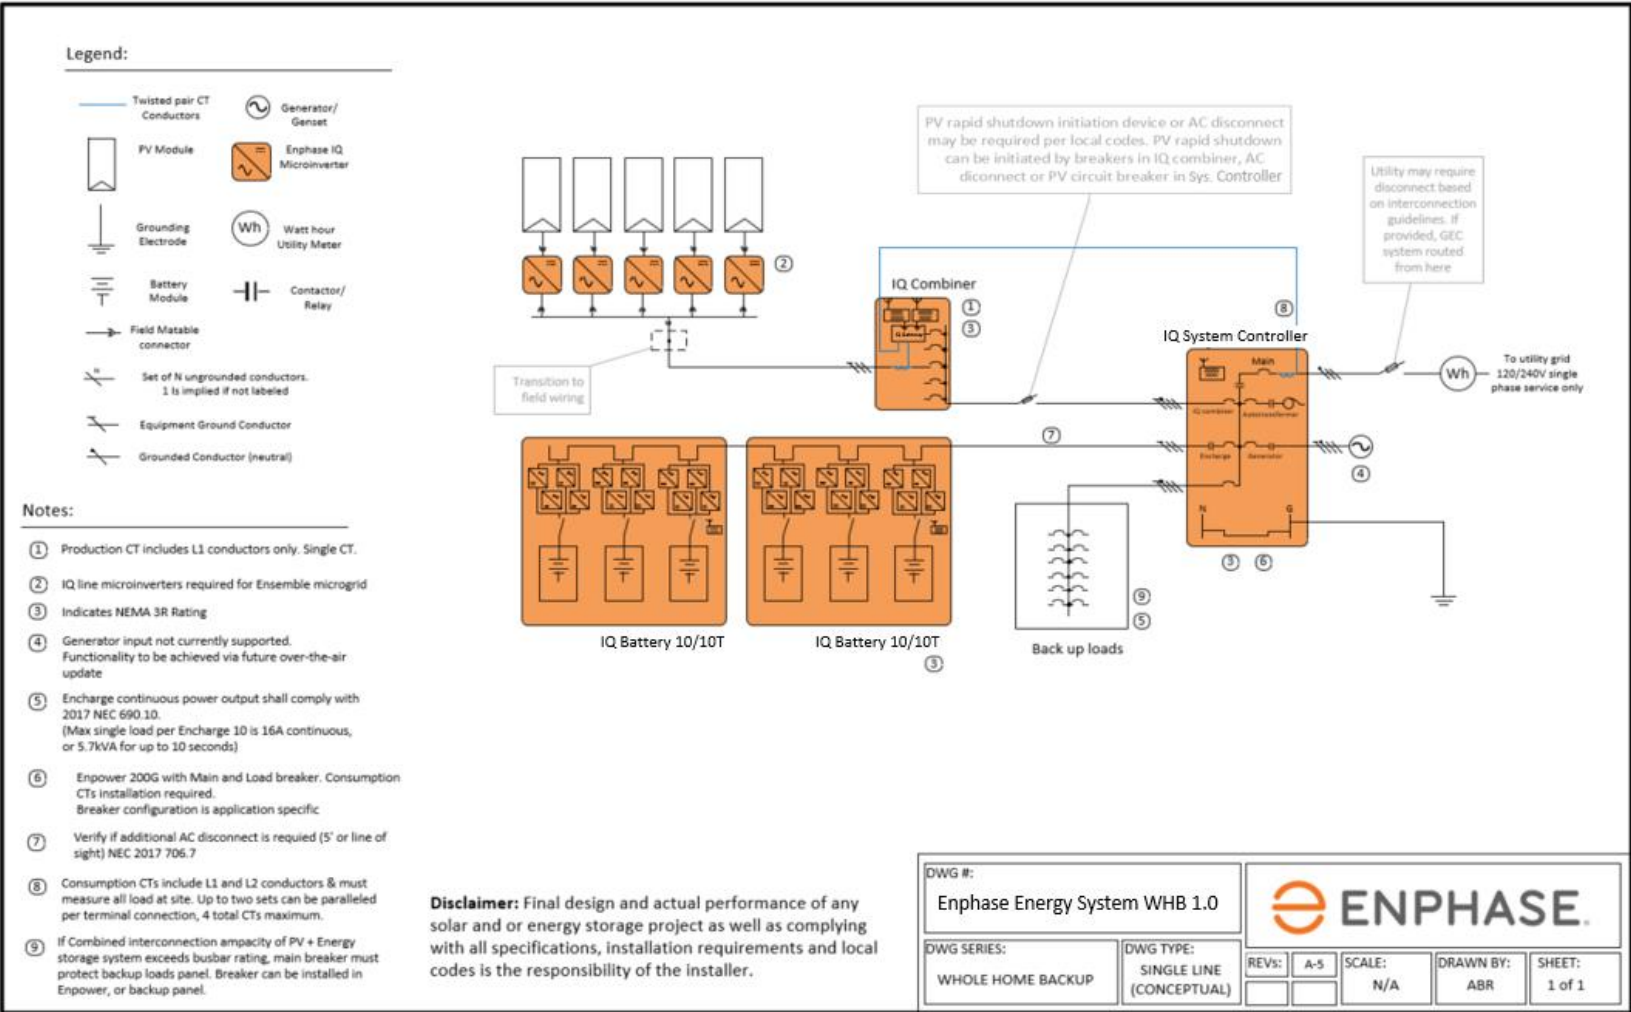 Legend:
Twisted pair CT
Conductors
Generator/
Genset
PV Module
Enphase IQ
Microinverter
Grounding
Electrode
Wh
Watt hour
Utility Meter
Battery
Module
Contactor/
Relay
Field Matable
connector
N
Set of N ungrounded conductors.
1 Is implied if not labeled
Equipment Ground Conductor
Grounded Conductor (neutral)
Notes:
1 Production CT includes L1 conductors only. Single CT.
2 IQ line microinverters required for Ensemble microgrid
3 Indicates NEMA 3R Rating
4 Generator input not currently supported.
Functionality to be achieved via future over-the-air
update
5 Encharge continuous power output shall comply with
2017 NEC 690.10.
(Max single load per Encharge 10 is 16A continuous,
or 5.7kVA for up to 10 seconds)
6 Enpower 200G with Main and Load breaker. Consumption
CTs installation required.
Breaker configuration is application specific
7 Verify if additional AC disconnect is requied (5' or line of
sight) NEC 2017 706.7
8 Consumption CTs include L1 and L2 conductors & must
measure all load at site. Up to two sets can be paralleled
per terminal connection, 4 total CTs maximum.
9 If Combined interconnection ampacity of PV + Energy
storage system exceeds busbar rating, main breaker must
protect backup loads panel. Breaker can be installed in
Enpower, or backup panel.
2
Transition to
field wiring
PV rapid shutdown initiation device or AC disconnect
may be required per local codes. PV rapid shutdown
can be initiated by breakers in IQ combiner, AC
diconnect or PV circuit breaker in Sys. Controller
Utility may require
disconnect based
on interconnection
guidelines. If
provided, GEC
system routed
from here
IQ Combiner
1
3
8
IQ System Controller
Main
IQ combiner
Autotransformer
Encharge
Generator
N
G
3
6
Wh
To utility grid
120/240V single
phase service only
4
7
IQ Battery 10/10T
IQ Battery 10/10T
3
9
5
Back up loads
Disclaimer: Final design and actual performance of any
solar and or energy storage project as well as complying
with all specifications, installation requirements and local
codes is the responsibility of the installer.
DWG #:
Enphase Energy System WHB 1.0
ENPHASE.
DWG SERIES:
WHOLE HOME BACKUP
DWG TYPE:
SINGLE LINE
(CONCEPTUAL)
REVs:
A-5
SCALE:
N/A
DRAWN BY:
ABR
SHEET:
1 of 1